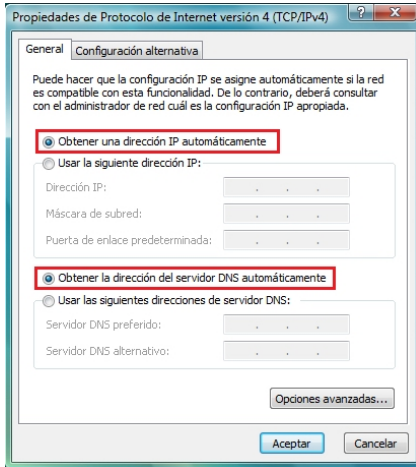 Propiedades de Protocolo de Internet versión 4 (TCP/IPv4)
General
Configuración alternativa
Puede hacer que la configuración IP se asigne automáticamente si la red
es compatible con esta funcionalidad. De lo contrario, deberá consultar
con el administrador de red cuál es la configuración IP apropiada.
Obtener una dirección IP automáticamente
Usar la siguiente dirección IP:
Dirección IP:
Máscara de subred:
Puerta de enlace predeterminada:
Obtener la dirección del servidor DNS automáticamente
Usar las siguientes direcciones de servidor DNS:
Servidor DNS preferido:
Servidor DNS alternativo:
Opciones avanzadas...
Aceptar
Cancelar